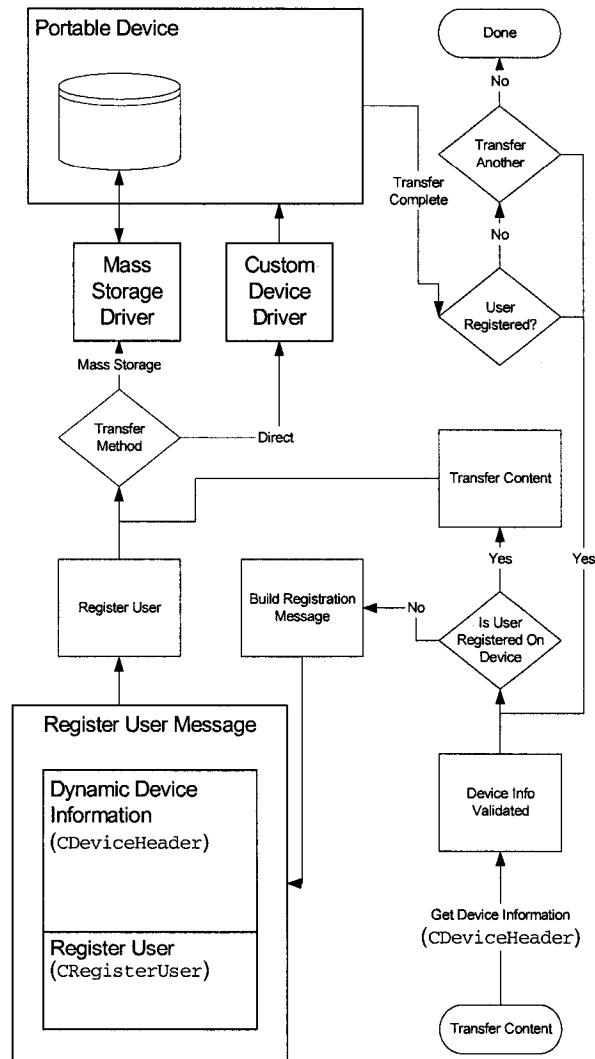 Portable Device
Done
No
Transfer
Another
Transfer
Complete
No
Mass
Storage
Driver
Custom
Device
Driver
User
Registered?
Mass Storage
Transfer
Method
Direct
Transfer Content
Yes
Yes
Register User
Build Registration
Message
No
Is User
Registered On
Device
Register User Message
Dynamic Device
Information
(CDeviceHeader)
Device Info
Validated
Get Device Information
(CDeviceHeader)
Register User
(CRegisterUser)
Transfer Content